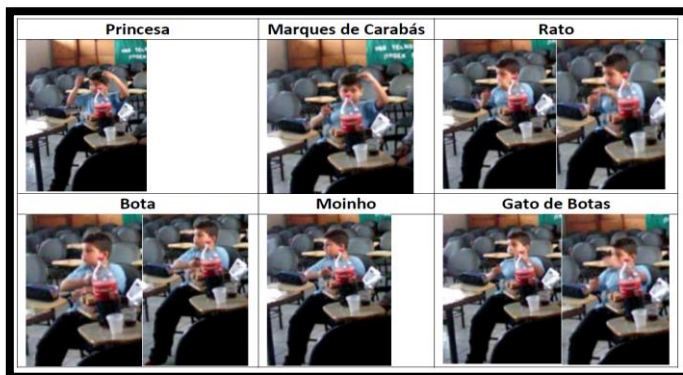 Princesa
Marques de Carabás
Rato
Bota
Moinho
Gato de Botas